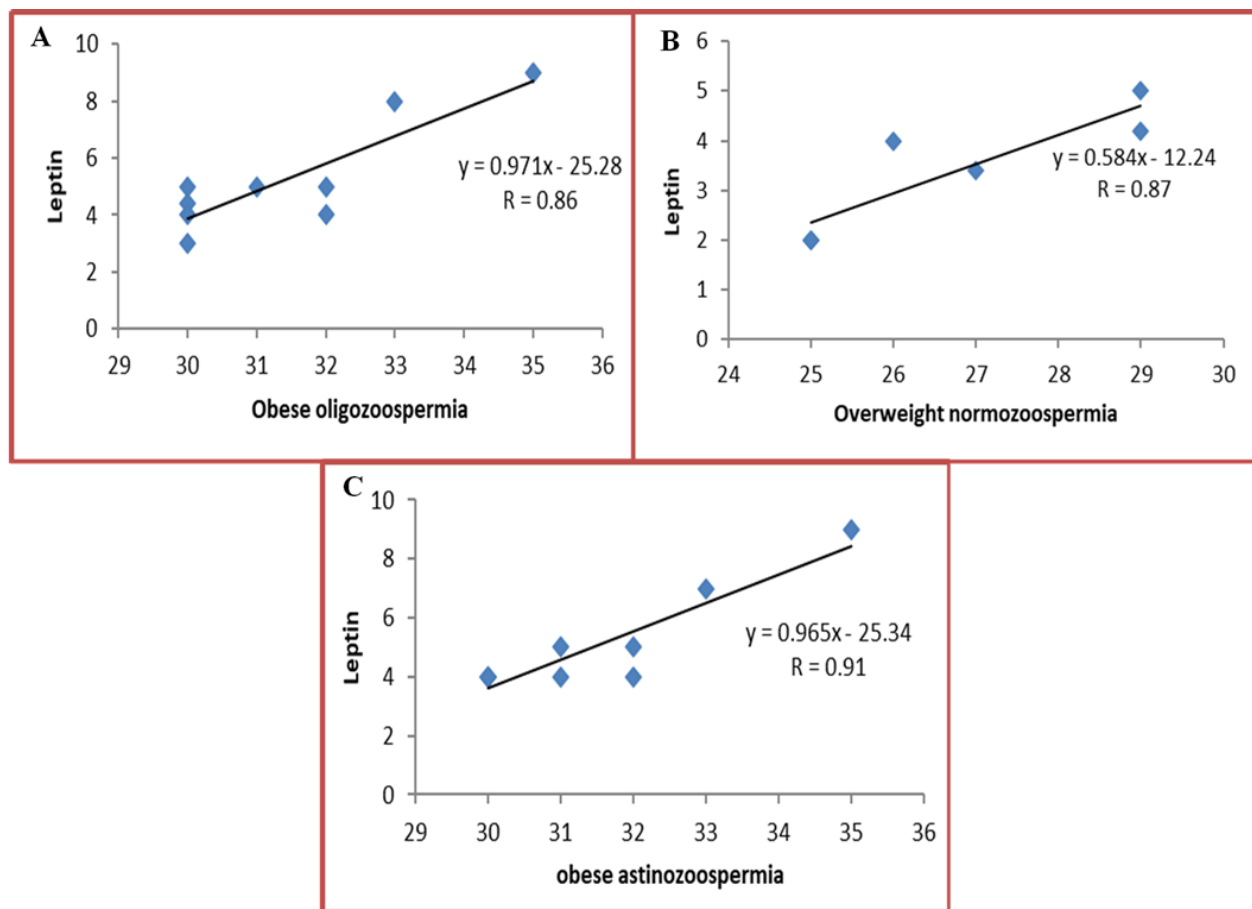 A
10
8
6
4
2
0
Leptin
y = 0.971x - 25.28
R = 0.86
29 30 31 32 33 34 35 36
Obese oligozoospermia
B
6
5
4
3
2
1
0
Leptin
y = 0.584x - 12.24
R = 0.87
24 25 26 27 28 29 30
Overweight normozoospermia
C
10
8
6
4
2
0
Leptin
y = 0.965x - 25.34
R = 0.91
29 30 31 32 33 34 35 36
obese astinozoospermia